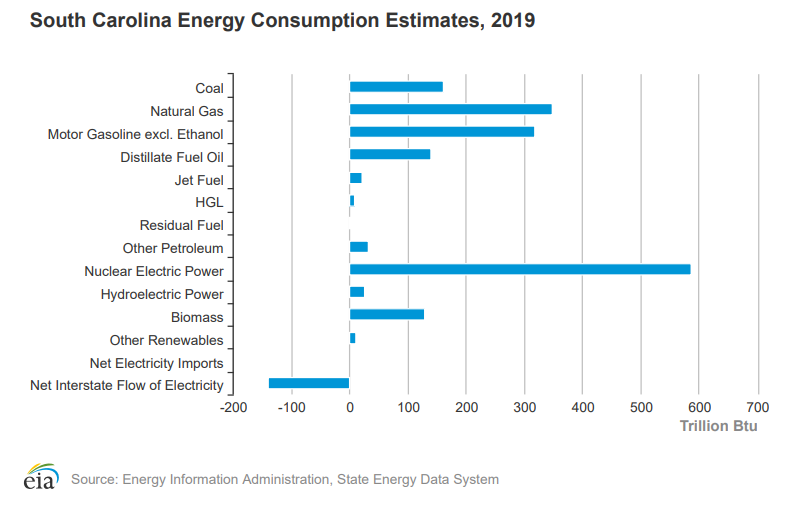 South Carolina Energy Consumption Estimates, 2019
Coal
Natural Gas
Motor Gasoline excl. Ethanol
Distillate Fuel Oil
Jet Fuel
HGL
Residual Fuel
Other Petroleum
Nuclear Electric Power
Hydroelectric Power
Biomass
Other Renewables
Net Electricity Imports
Net Interstate Flow of Electricity
-200 -100 0 100 200 300 400 500 600 700
Trillion Btu
eia
Source: Energy Information Administration, State Energy Data System